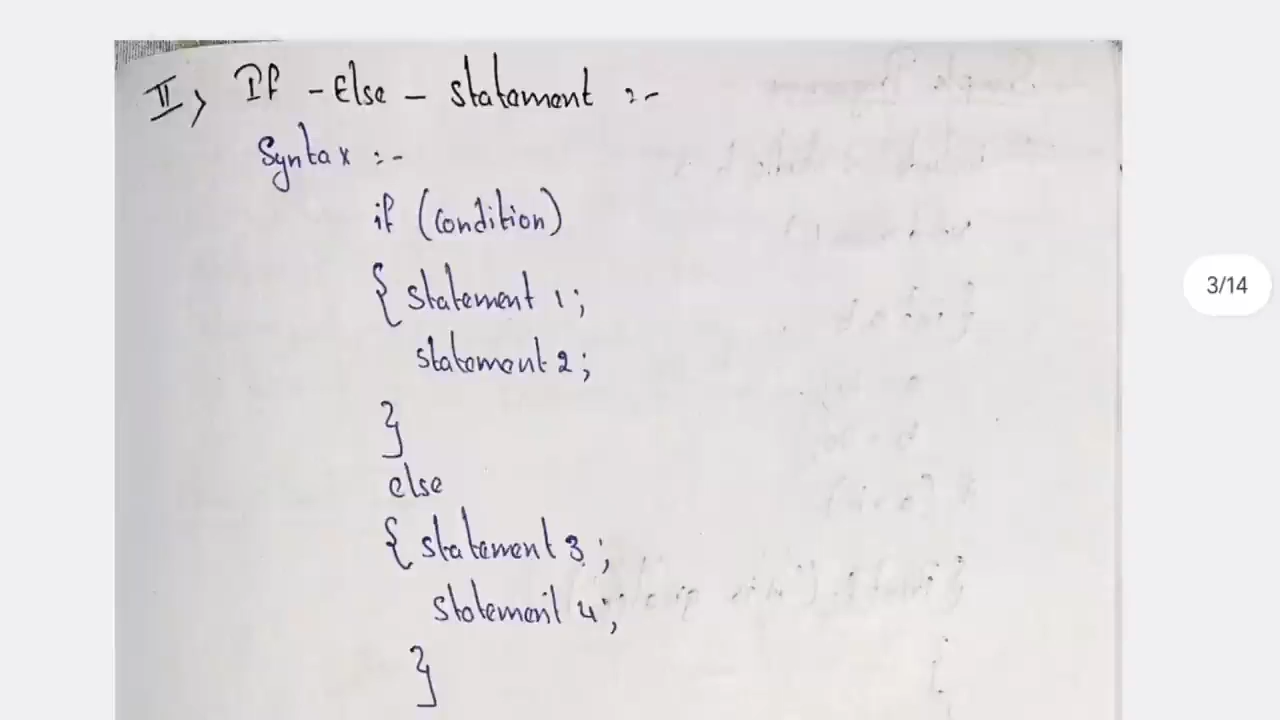 II> If - Else - statement :-
Syntax :-
if (condition)
{ statement 1;
statement 2;
}
else
{ statement 3;
statement 4;
}
3/14